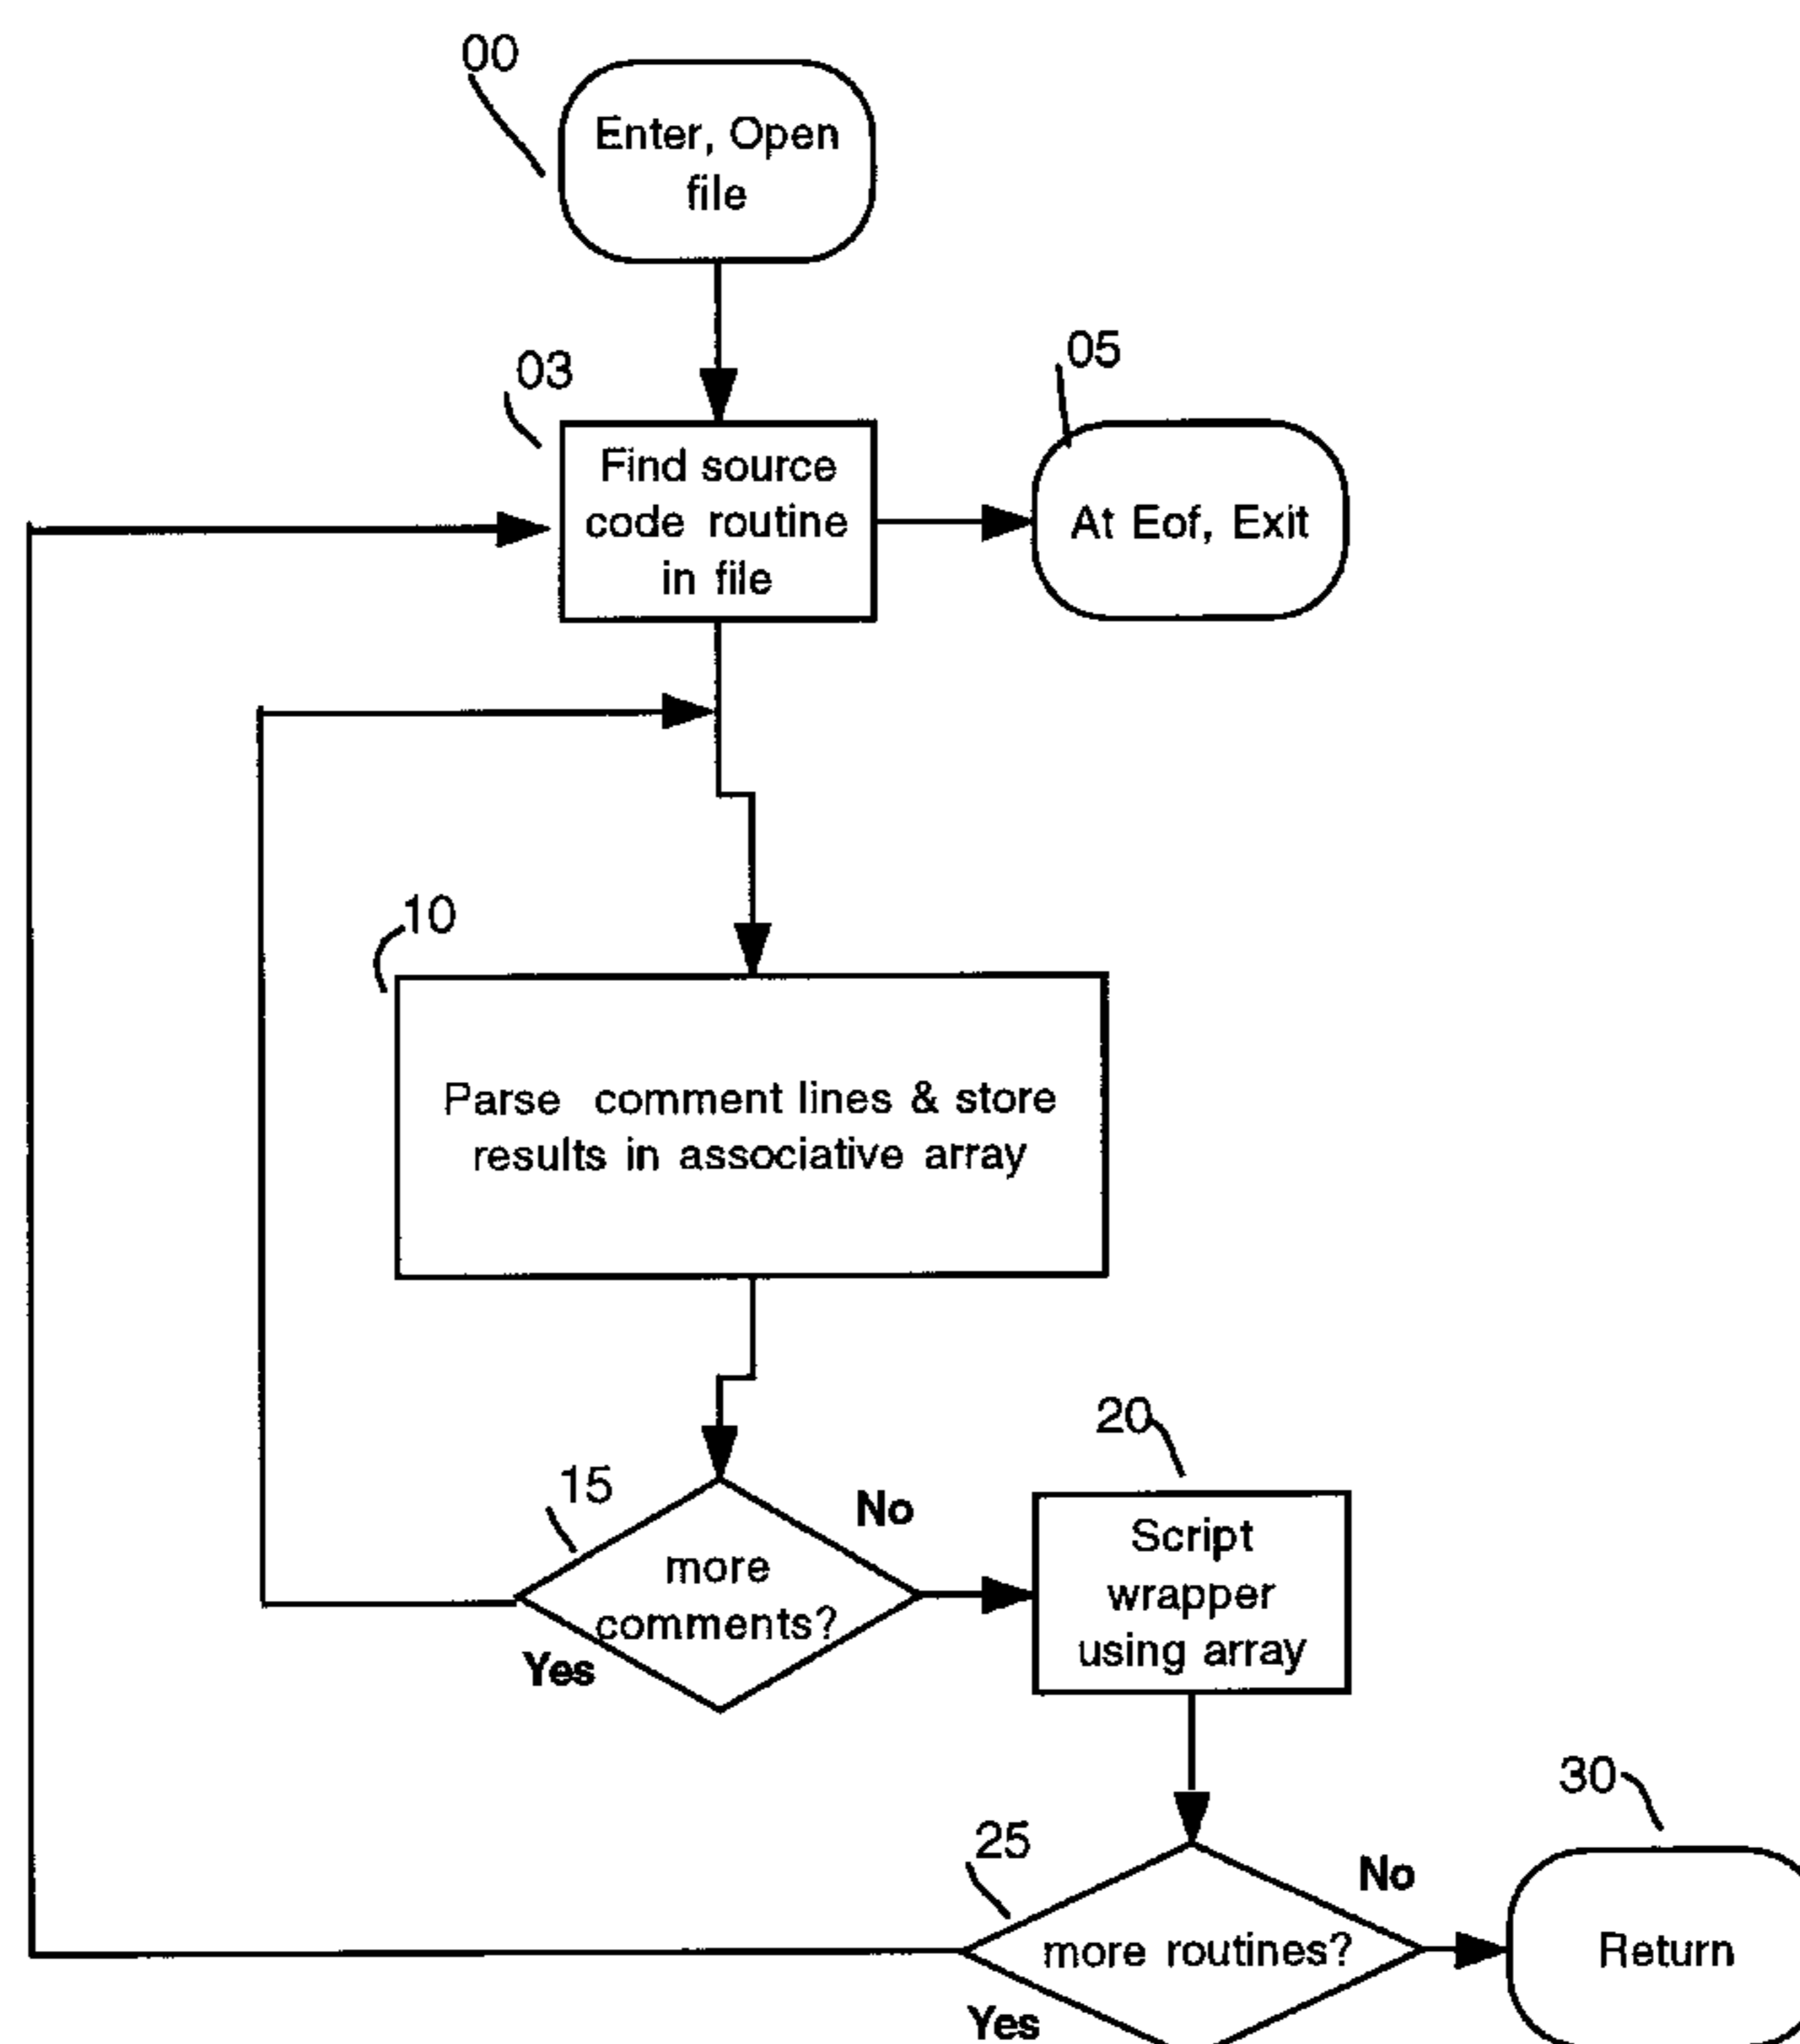 00
Enter, Open
file
03
05
Find source
code routine
in file
At Eof, Exit
10
Parse comment lines & store
results in associative array
15
No
more
comments?
Yes
20
Script
wrapper
using array
25
No
30
more routines?
Return
Yes